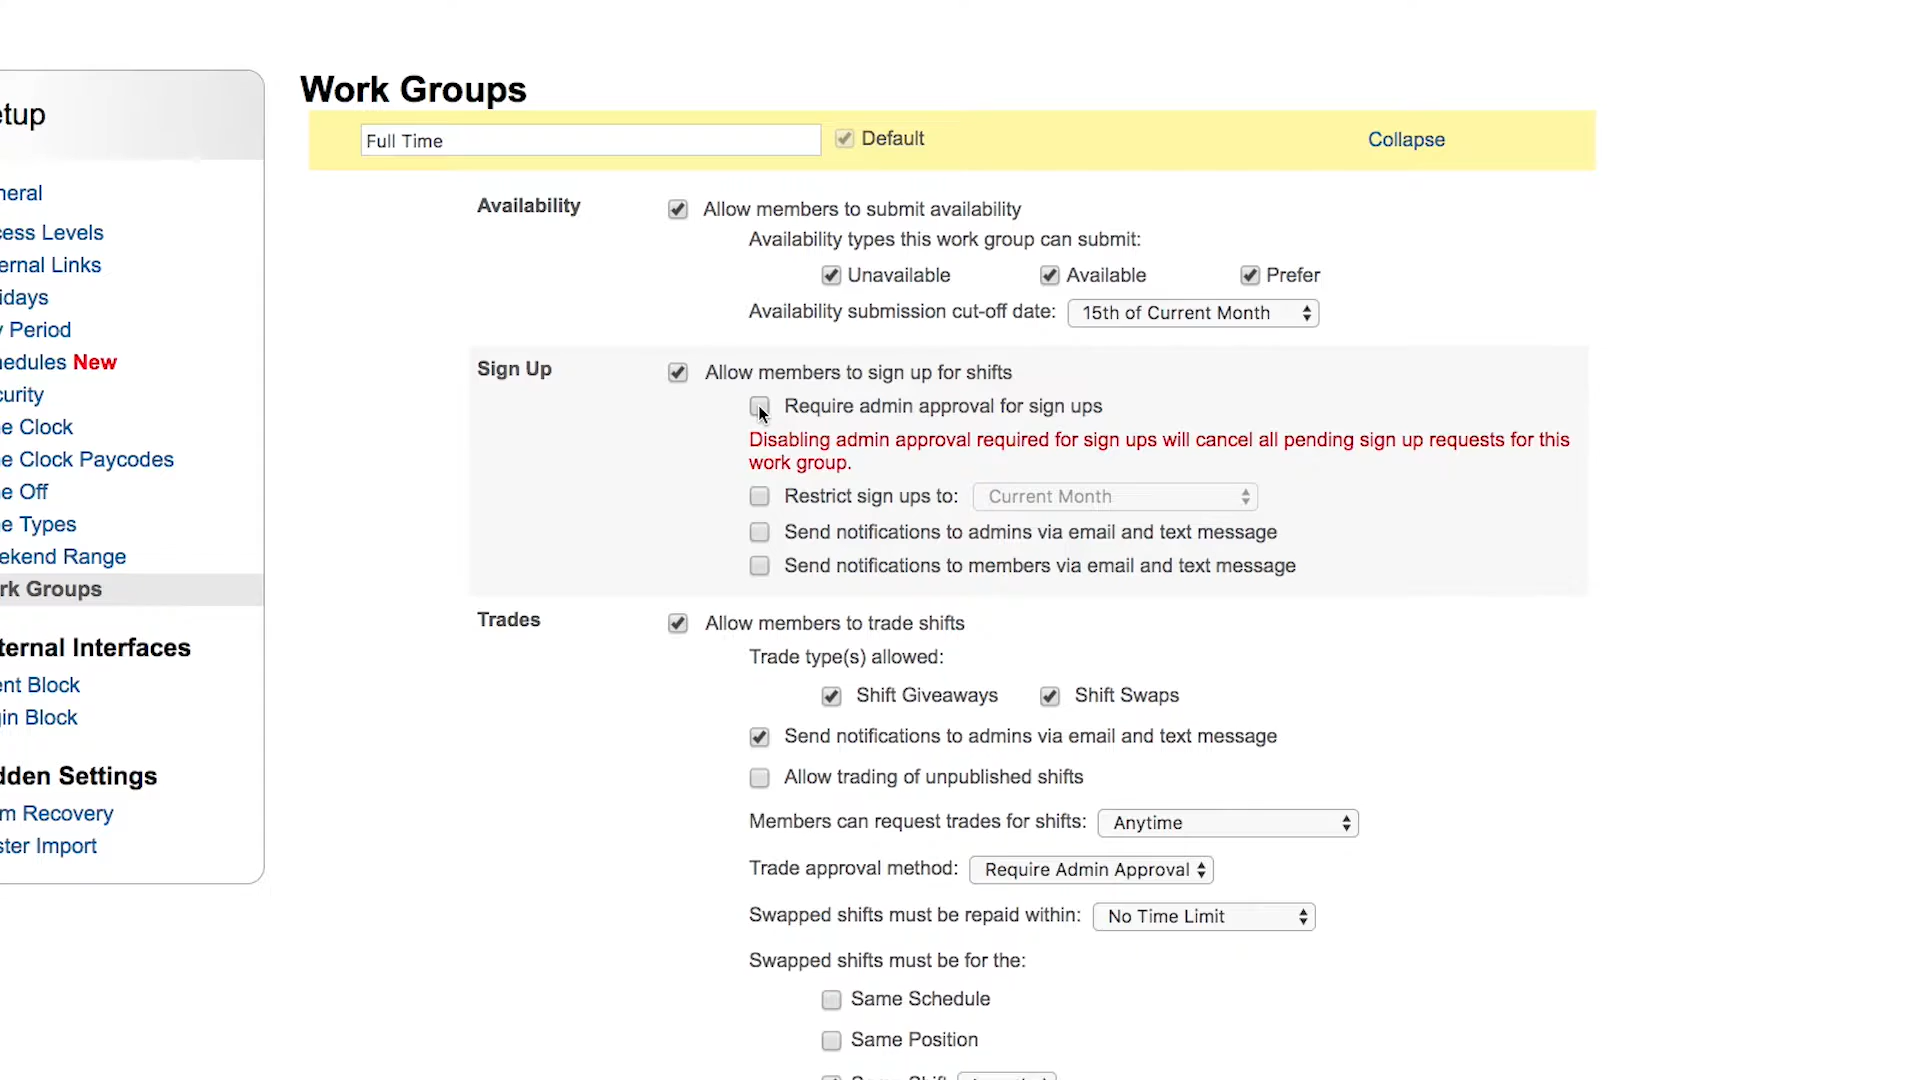 Work Groups
etup
Full Time
Default
Collapse
neral
Availability
Allow members to submit availability
cess Levels
Availability types this work group can submit:
ernal Links
Unavailable
Available
Prefer
idays
Availability submission cut-off date:
15th of Current Month
y Period
hedules New
Sign Up
Allow members to sign up for shifts
curity
Require admin approval for sign ups
e Clock
Disabling admin approval required for sign ups will cancel all pending sign up requests for this
work group.
e Clock Paycodes
e Off
Restrict sign ups to:
Current Month
e Types
Send notifications to admins via email and text message
ekend Range
Send notifications to members via email and text message
rk Groups
Trades
Allow members to trade shifts
ternal Interfaces
Trade type(s) allowed:
ent Block
Shift Giveaways
Shift Swaps
in Block
Send notifications to admins via email and text message
dden Settings
Allow trading of unpublished shifts
m Recovery
Members can request trades for shifts:
Anytime
ster Import
Trade approval method:
Require Admin Approval
Swapped shifts must be repaid within:
No Time Limit
Swapped shifts must be for the:
Same Schedule
Same Position